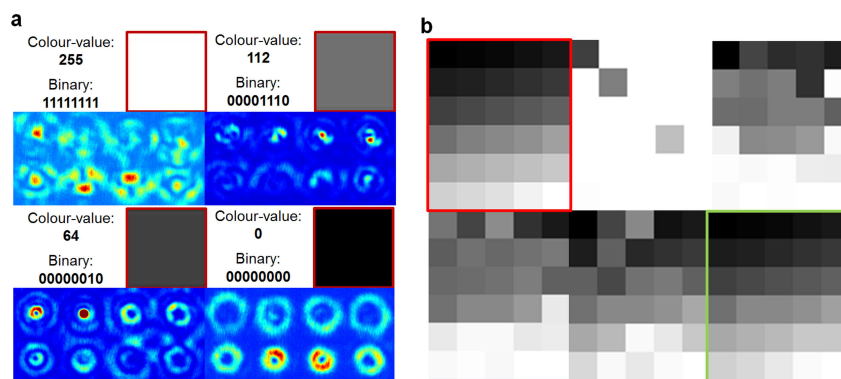 a
Colour-value:
255
Binary:
11111111
Colour-value:
112
Binary:
00001110
Colour-value:
64
Binary:
00000010
Colour-value:
0
Binary:
00000000
b